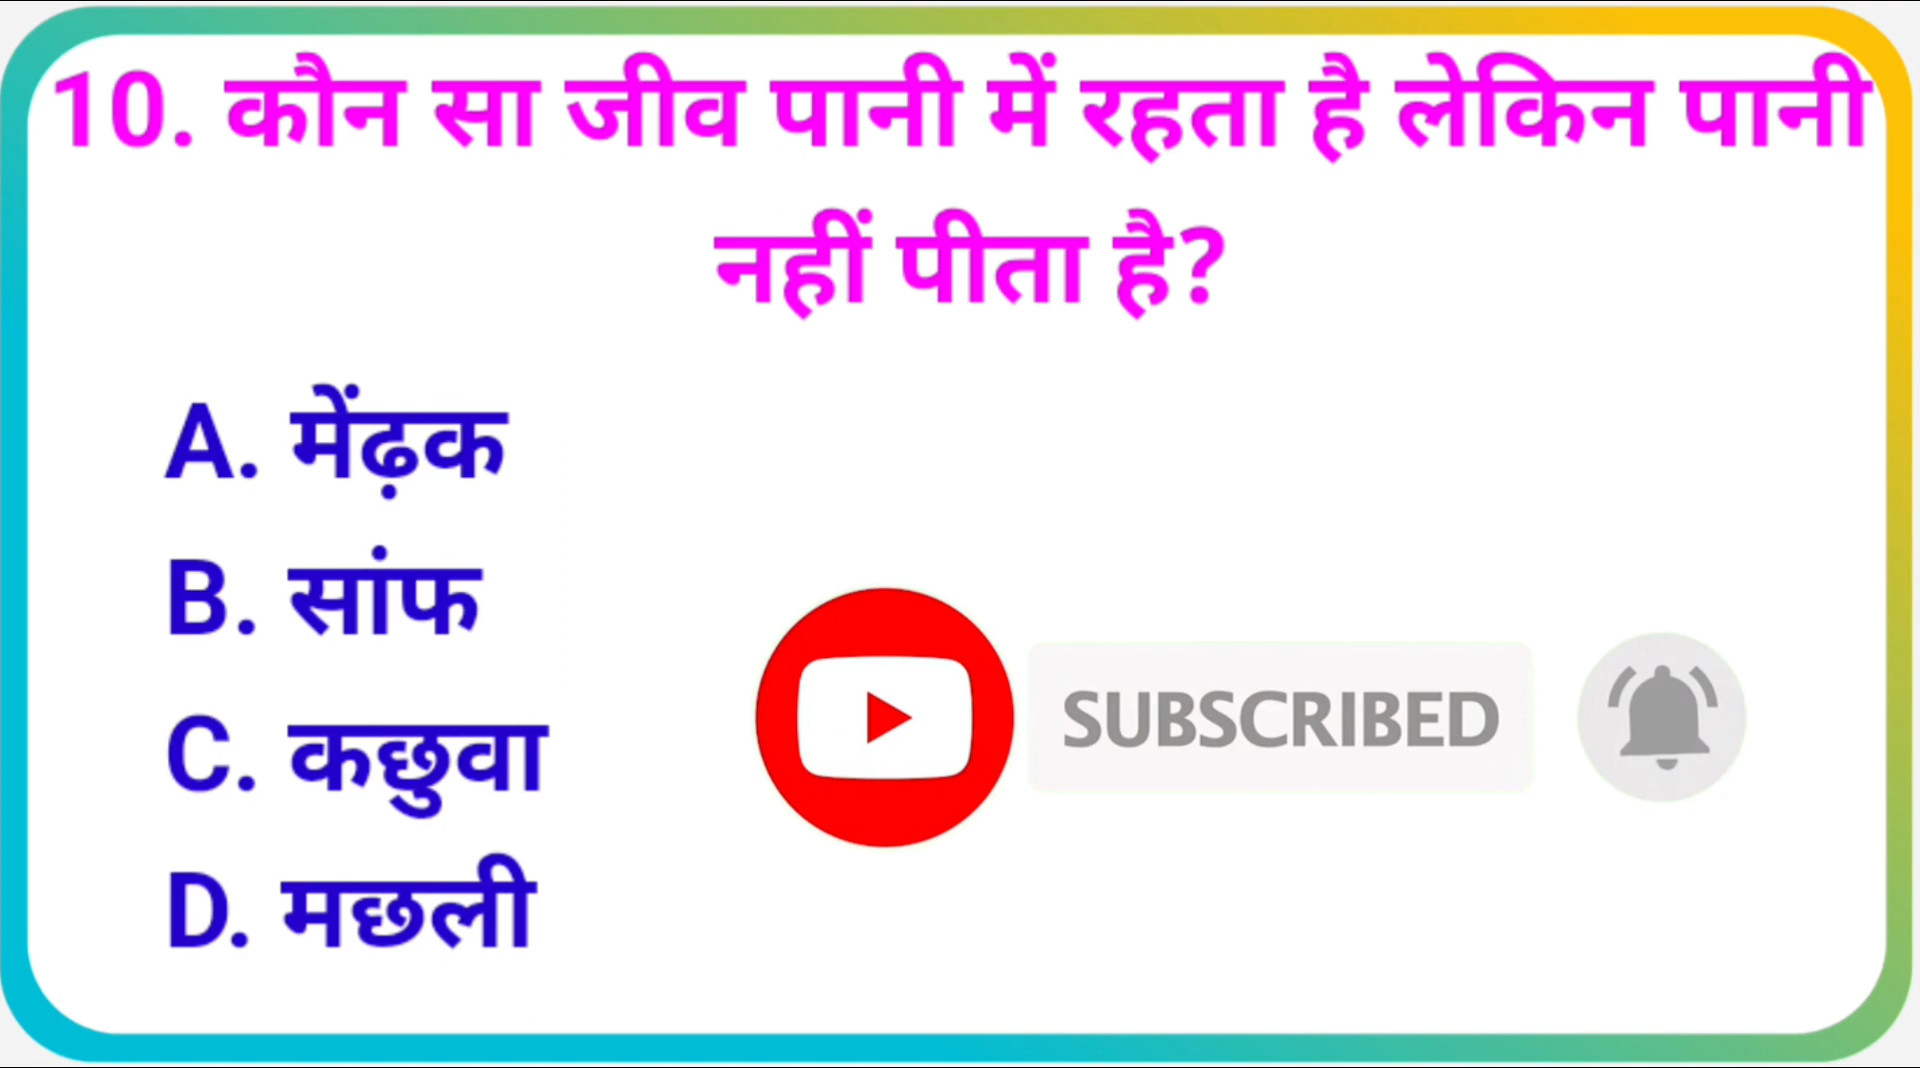 10. कौन सा जीव पानी में रहता है लेकिन पानी
नहीं पीता है?
A. मेंढ़क
B. सांफ
C. कछुवा
D. मछली
SUBSCRIBED